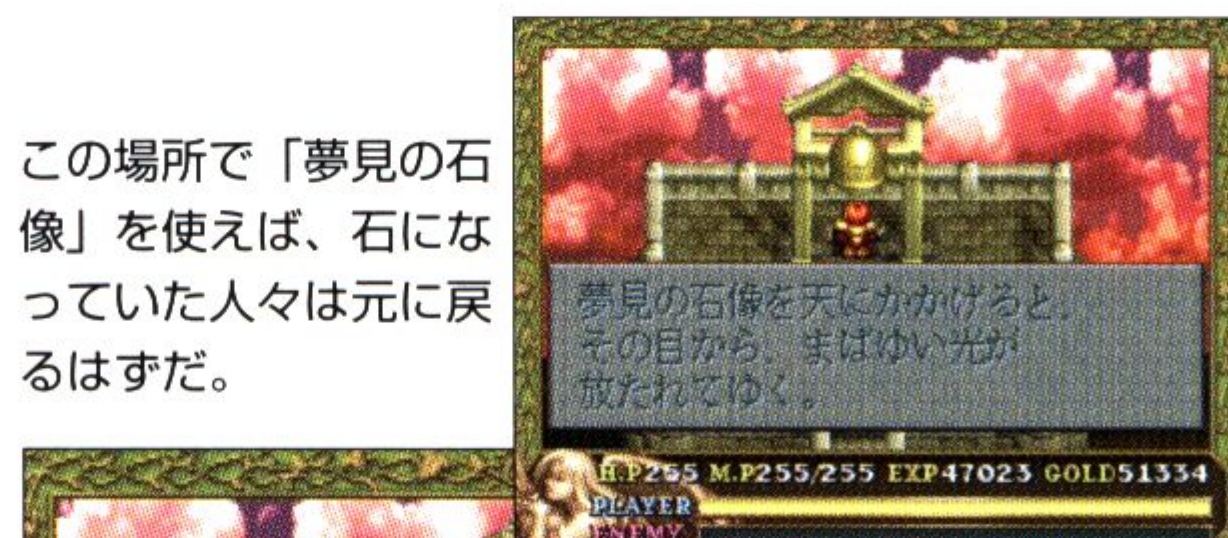 この場所で「夢見の石
像」を使えば、石にな
っていた人々は元に戻
るはずだ。
夢見の石像を天にかかげると、
その目から、まばゆい光が
放たれてゆく。
H.P255 M.P255/255 EXP47023 GOLD51334
PLAYER
ENEMY